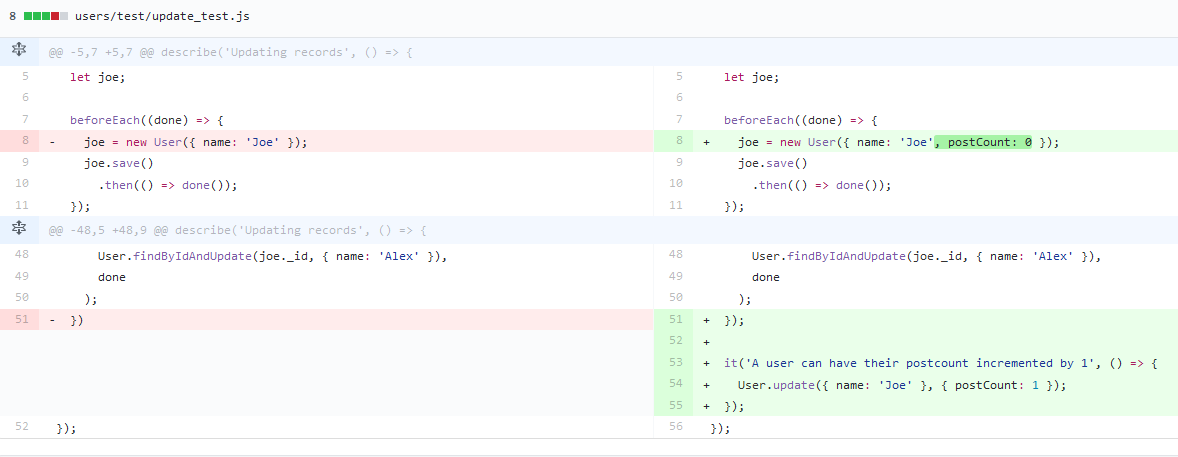 8 users/test/update_test.js
@@ -5,7 +5,7 @@ describe('Updating records', () => {
5 let joe;
6
7 beforeEach((done) => {
8 - joe = new User({ name: 'Joe' });
9 joe.save()
10 .then(() => done());
11 });
5 let joe;
6
7 beforeEach((done) => {
8 + joe = new User({ name: 'Joe', postCount: 0 });
9 joe.save()
10 .then(() => done());
11 });
@@ -48,5 +48,9 @@ describe('Updating records', () => {
48 User.findByIdAndUpdate(joe._id, { name: 'Alex' }),
49 done
50 );
51 - })
52 });
48 User.findByIdAndUpdate(joe._id, { name: 'Alex' }),
49 done
50 );
51 + });
52 +
53 + it('A user can have their postcount incremented by 1', () => {
54 + User.update({ name: 'Joe' }, { postCount: 1 });
55 + });
56 });